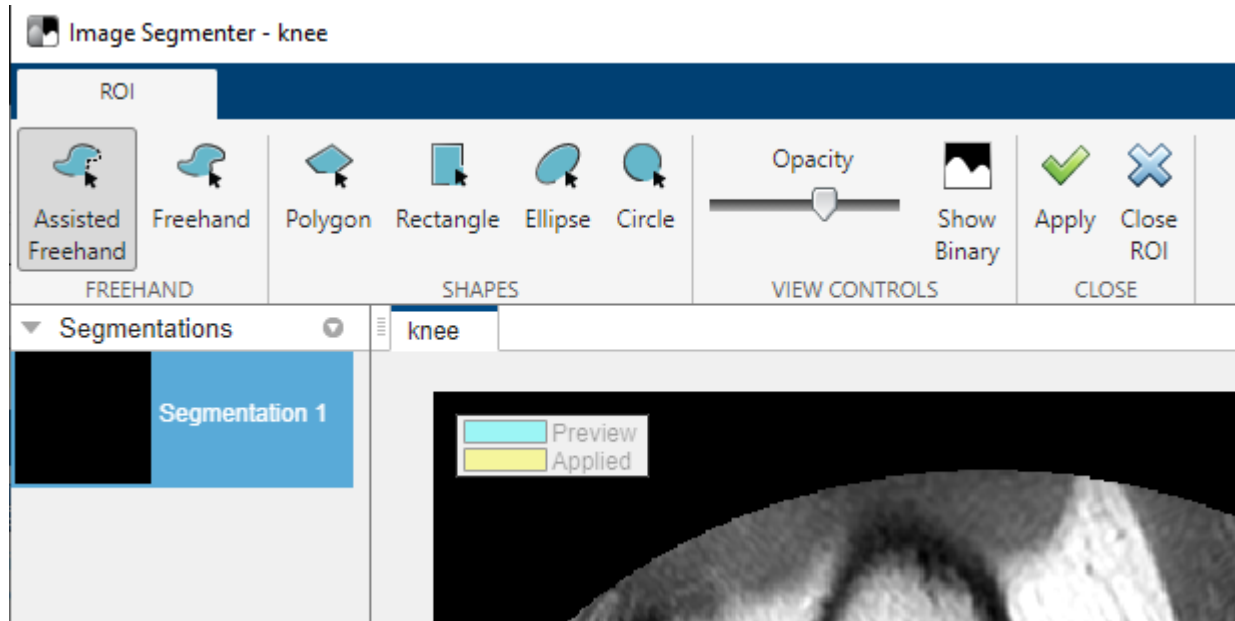 Image Segmenter - knee
ROI
Assisted
Freehand
Freehand
Polygon
Rectangle
Ellipse
Circle
Opacity
Show
Binary
Apply
Close
ROI
FREEHAND
SHAPES
VIEW CONTROLS
CLOSE
Segmentations
knee
Segmentation 1
Preview
Applied